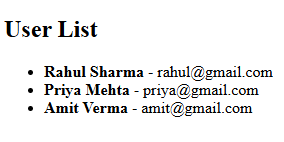 User List
Rahul Sharma - rahul@gmail.com
Priya Mehta - priya@gmail.com
Amit Verma - amit@gmail.com